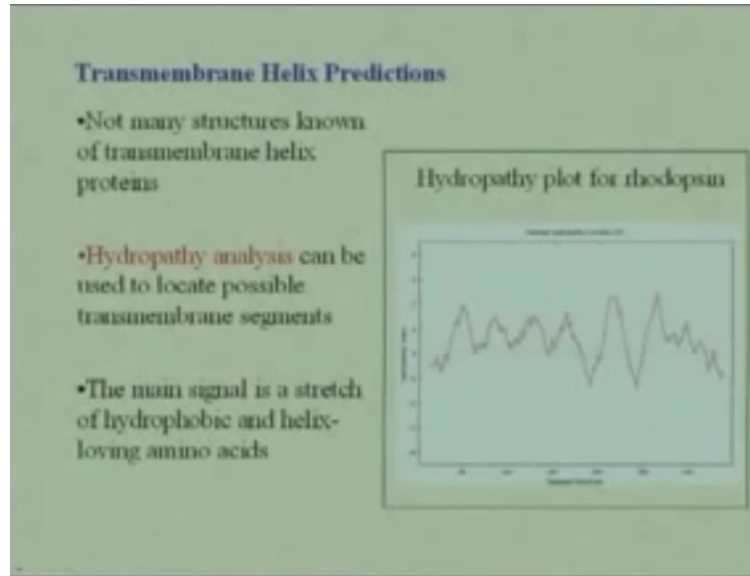 Transmembrane Helix Predictions
•Not many structures known
of transmembrane helix
proteins
•Hydropathy analysis can be
used to locate possible
transmembrane segments
•The main signal is a stretch
of hydrophobic and helix-
loving amino acids
Hydropathy plot for rhodopsin